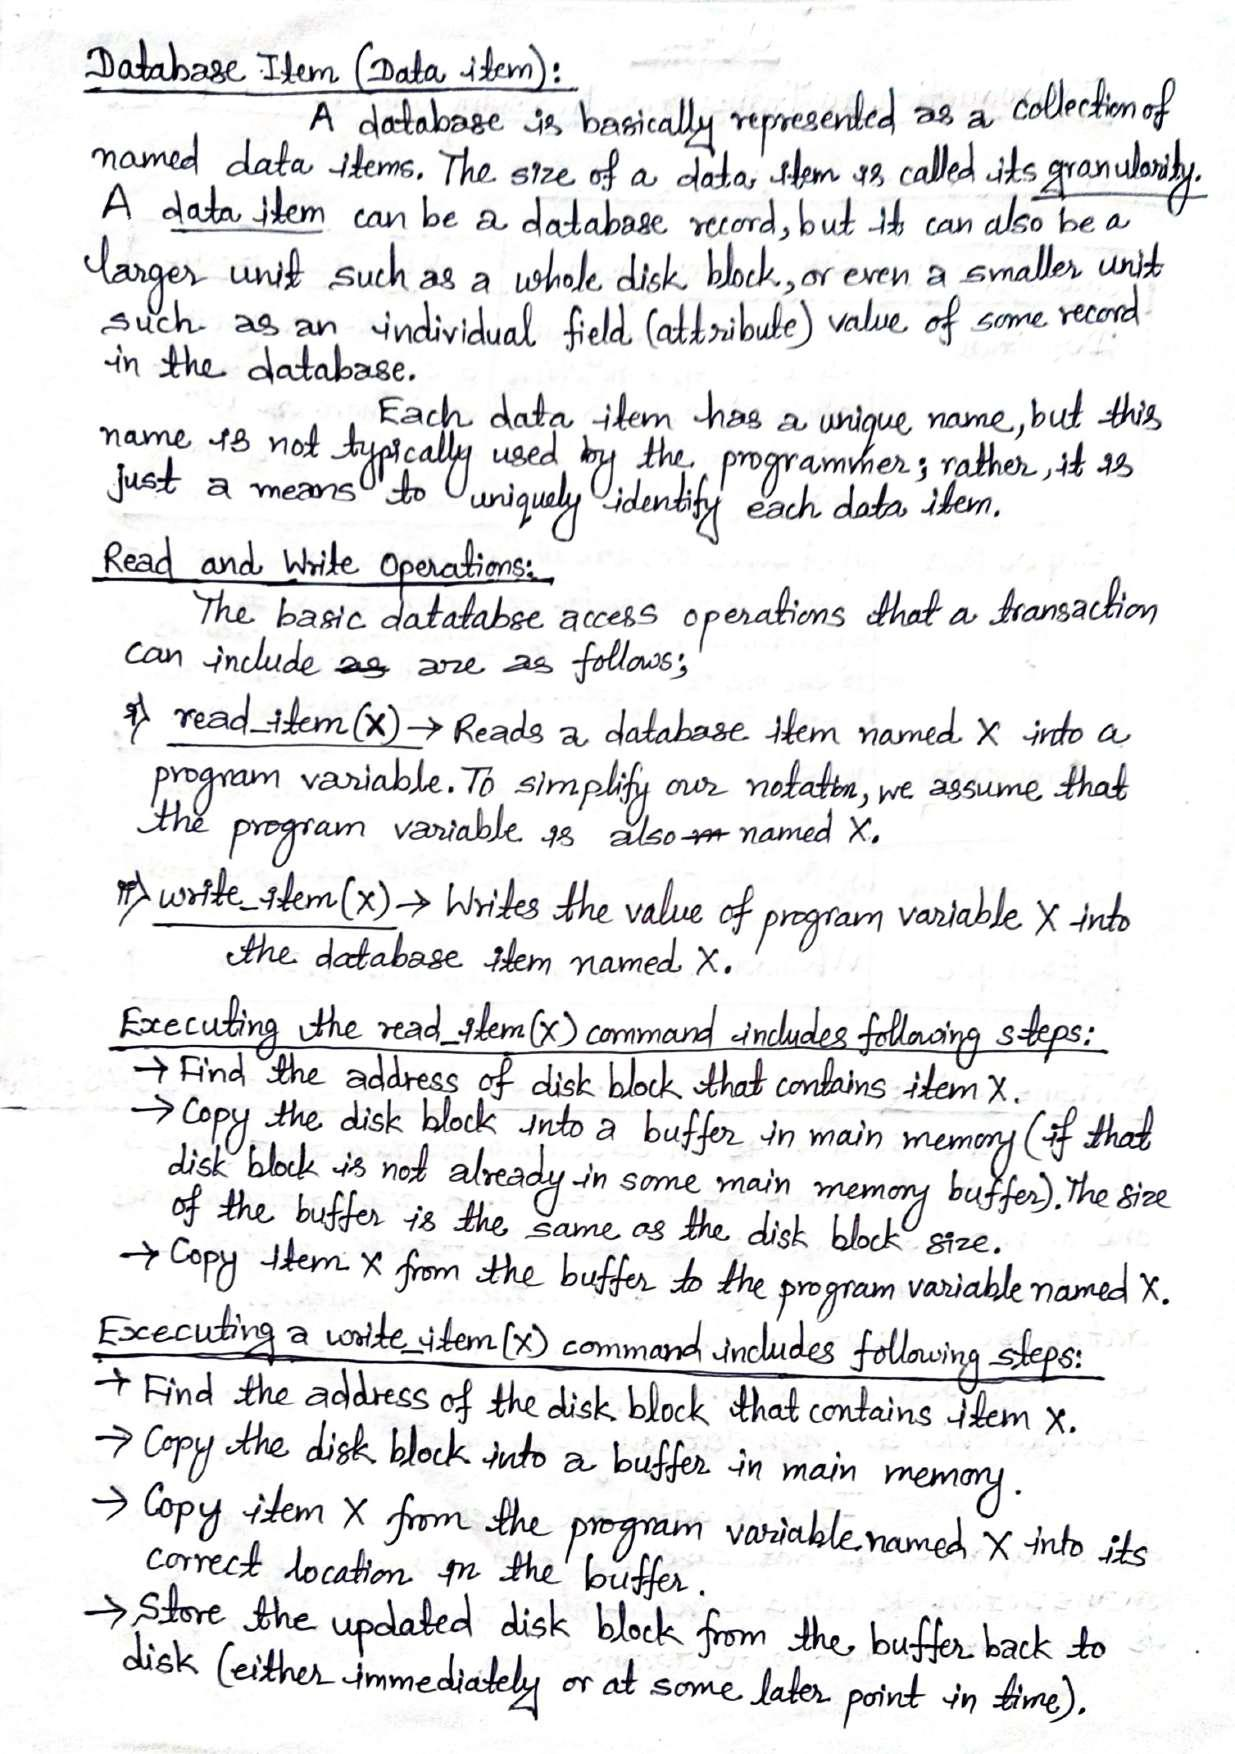 Database Item (Data item):
A database is basically represented as a collection of
named data items. The size of a data item is called its granularity.
A data item can be a database record, but it can also be a
larger unit such as a whole disk block, or even a smaller unit
such as an individual field (attribute) value of some record
in the database.
Each data item has a unique name, but this
name is not typically used by the programmer; rather, it is
just a means to uniquely identify each data item.
Read and Write Operations:
The basic datatabse access operations that a transaction
can include as are as follows;
i) read_item(X) → Reads a database item named X into a
program variable. To simplify our notation, we assume that
the program variable is also named X.
ii) write_item(X) → Writes the value of program variable X into
the database item named X.
Executing the read_item(X) command includes following steps:
→ Find the address of disk block that contains item X.
→ Copy the disk block into a buffer in main memory (if that
disk block is not already in some main memory buffer). The size
of the buffer is the same as the disk block size.
→ Copy item X from the buffer to the program variable named X.
Executing a write_item(X) command includes following steps:
→ Find the address of the disk block that contains item X.
→ Copy the disk block into a buffer in main memory.
→ Copy item X from the program variable named X into its
correct location in the buffer.
→ Store the updated disk block from the buffer back to
disk (either immediately or at some later point in time).